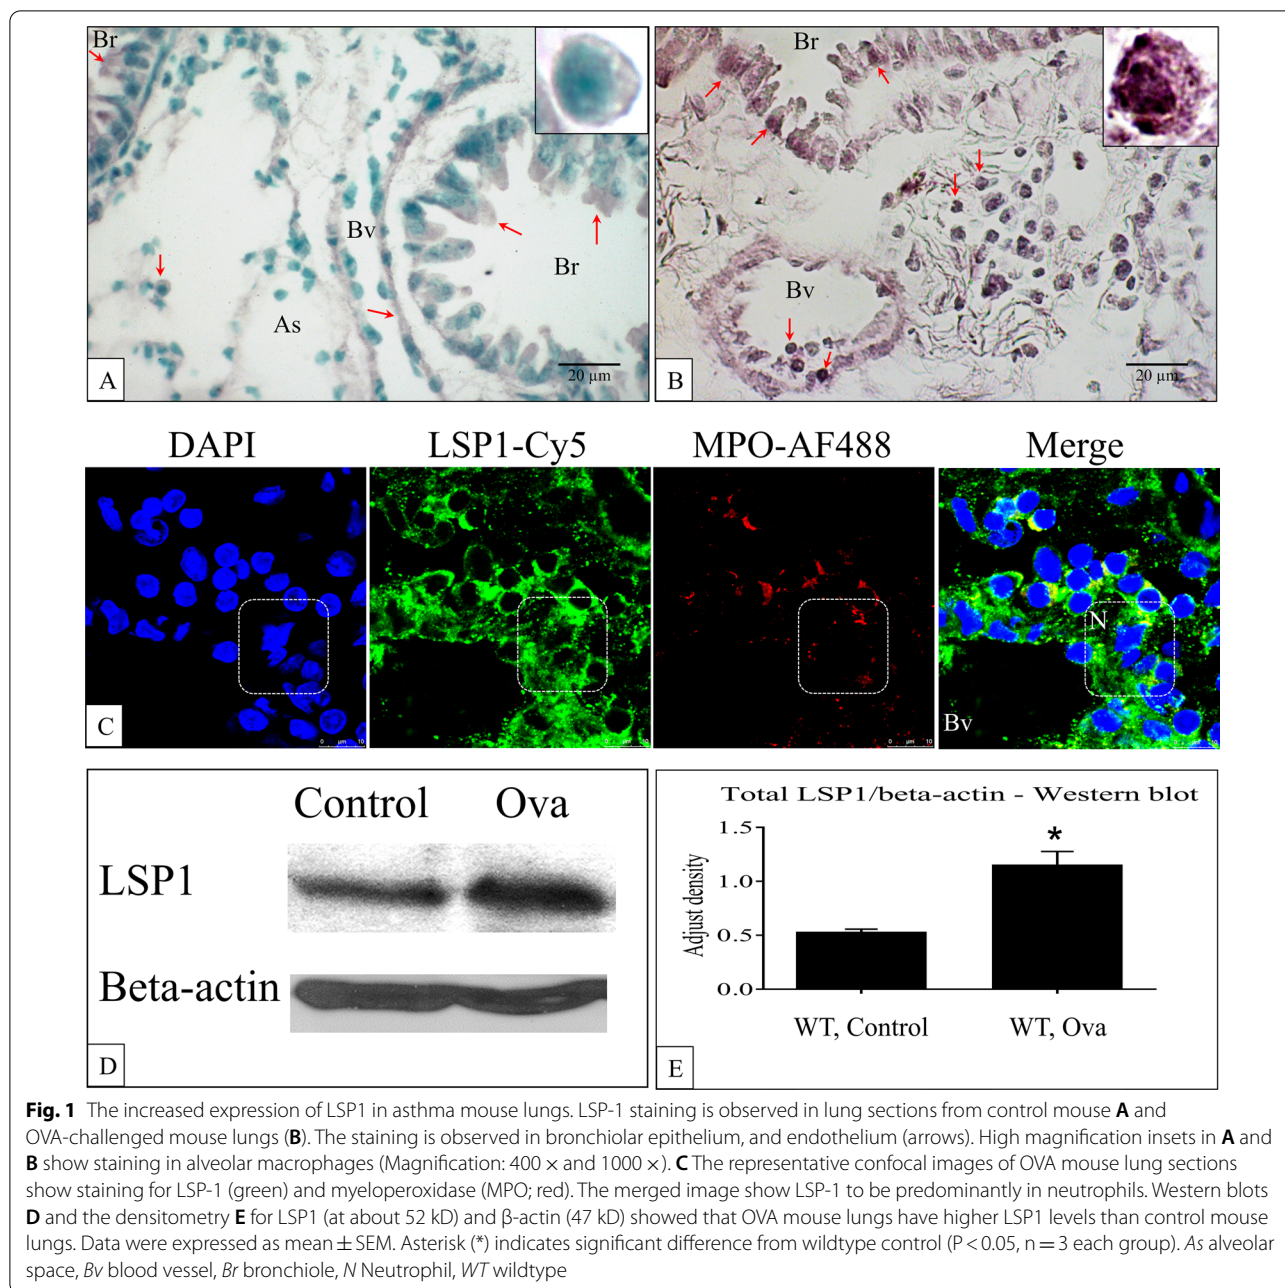 Br
Bv
Br
As
A
20 µm
Br
Bv
B
20 µm
DAPI LSP1-Cy5 MPO-AF488 Merge
N
C
Bv
0 µm 10
0 µm 10
0 µm 10
Control Ova
LSP1
Beta-actin
D
Total LSP1/beta-actin - Western blot
Adjust density
1.5
1.0
0.5
0.0
*
WT, Control WT, Ova
E
Fig. 1 The increased expression of LSP1 in asthma mouse lungs. LSP-1 staining is observed in lung sections from control mouse A and
OVA-challenged mouse lungs (B). The staining is observed in bronchiolar epithelium, and endothelium (arrows). High magnification insets in A and
B show staining in alveolar macrophages (Magnification: 400 × and 1000 ×). C The representative confocal images of OVA mouse lung sections
show staining for LSP-1 (green) and myeloperoxidase (MPO; red). The merged image show LSP-1 to be predominantly in neutrophils. Western blots
D and the densitometry E for LSP1 (at about 52 kD) and β-actin (47 kD) showed that OVA mouse lungs have higher LSP1 levels than control mouse
lungs. Data were expressed as mean ± SEM. Asterisk (*) indicates significant difference from wildtype control (P < 0.05, n = 3 each group). As alveolar
space, Bv blood vessel, Br bronchiole, N Neutrophil, WT wildtype